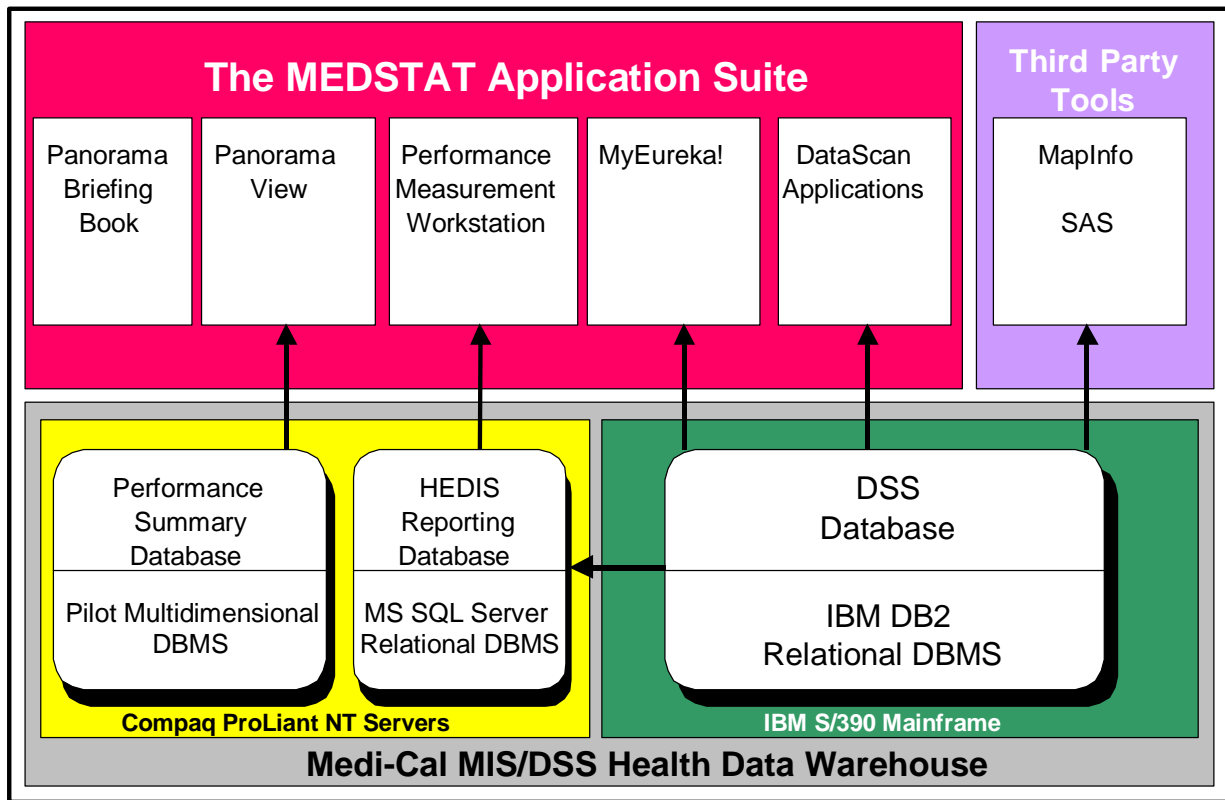 The MEDSTAT Application Suite
Panorama
Briefing
Book
Panorama
View
Performance
Measurement
Workstation
MyEureka!
DataScan
Applications
Third Party
Tools
MapInfo
SAS
Performance
Summary
Database
Pilot Multidimensional
DBMS
HEDIS
Reporting
Database
MS SQL Server
Relational DBMS
Compaq ProLiant NT Servers
DSS
Database
IBM DB2
Relational DBMS
IBM S/390 Mainframe
Medi-Cal MIS/DSS Health Data Warehouse